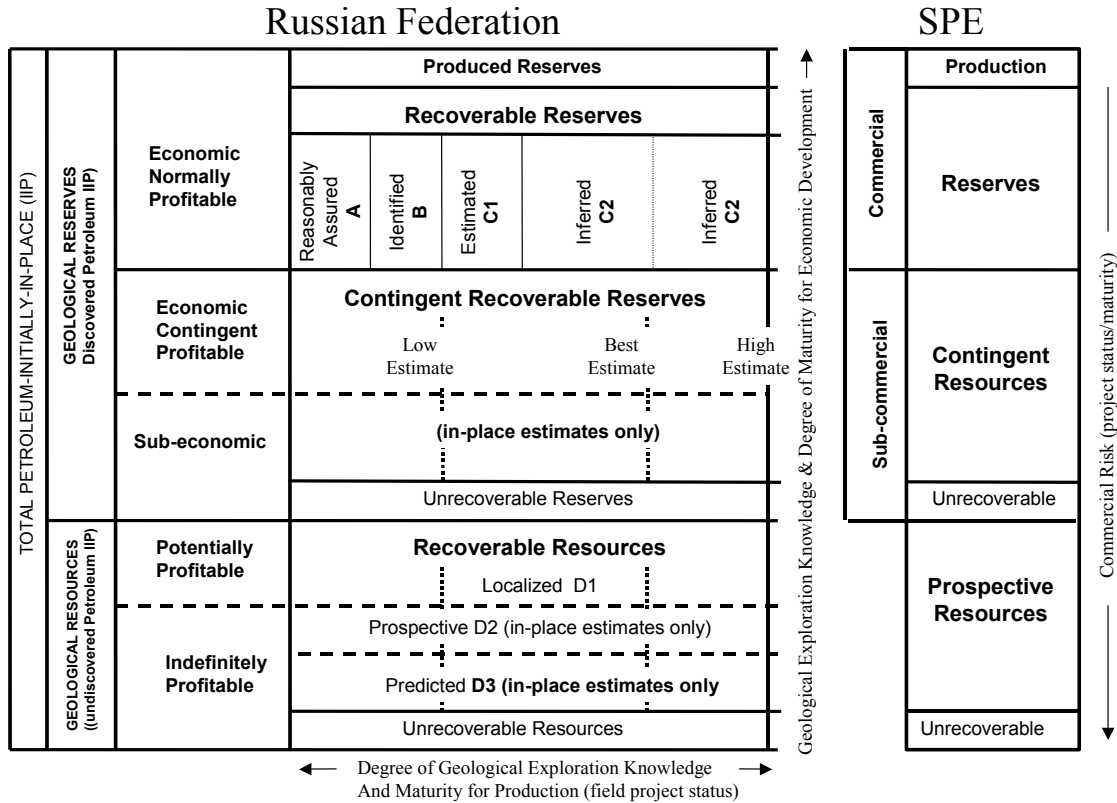 Russian Federation
SPE
TOTAL PETROLEUM-INITIALLY-IN-PLACE (IIP)
GEOLOGICAL RESERVES
Discovered Petroleum IIP)
Economic
Normally
Profitable
Produced Reserves
Recoverable Reserves
Reasonably
Assured
A
Identified
B
Estimated
C1
Inferred
C2
Inferred
C2
Economic
Contingent
Profitable
Contingent Recoverable Reserves
Low
Estimate
Best
Estimate
High
Estimate
Sub-economic
(in-place estimates only)
Unrecoverable Reserves
GEOLOGICAL RESOURCES
((undiscovered Petroleum IIP)
Potentially
Profitable
Recoverable Resources
Localized D1
Indefinitely
Profitable
Prospective D2 (in-place estimates only)
Predicted D3 (in-place estimates only
Unrecoverable Resources
Degree of Geological Exploration Knowledge
And Maturity for Production (field project status)
Geological Exploration Knowledge & Degree of Maturity for Economic Development
Commercial
Sub-commercial
Production
Reserves
Contingent
Resources
Unrecoverable
Prospective
Resources
Unrecoverable
Commercial Risk (project status/maturity)